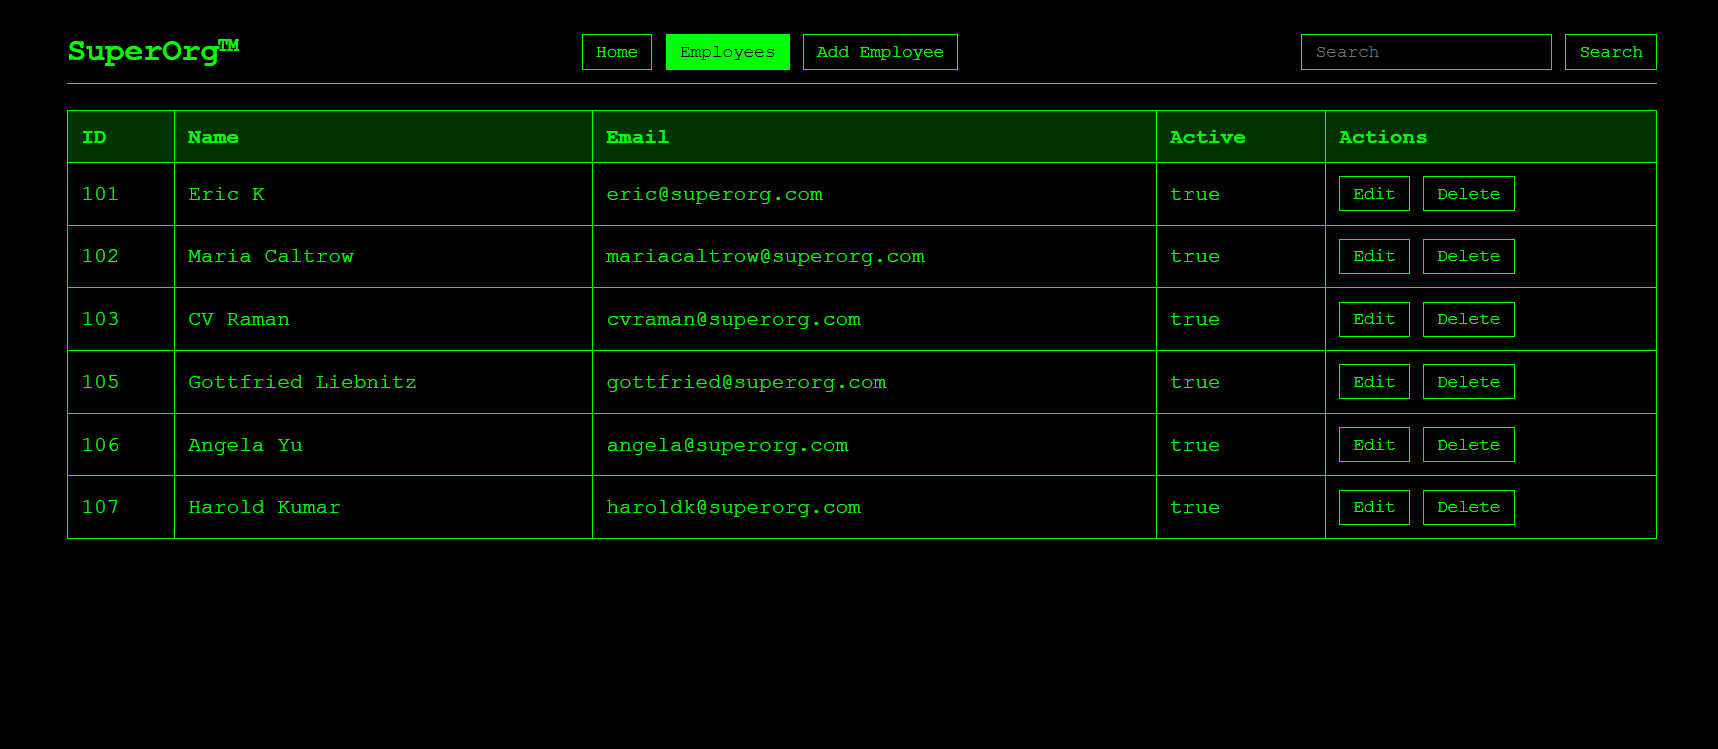 SuperOrg™ Home Employees Add Employee Search Search
ID Name Email Active Actions
101 Eric K eric@superorg.com true Edit Delete
102 Maria Caltrow mariacaltrow@superorg.com true Edit Delete
103 CV Raman cvraman@superorg.com true Edit Delete
105 Gottfried Liebnitz gottfried@superorg.com true Edit Delete
106 Angela Yu angela@superorg.com true Edit Delete
107 Harold Kumar haroldk@superorg.com true Edit Delete